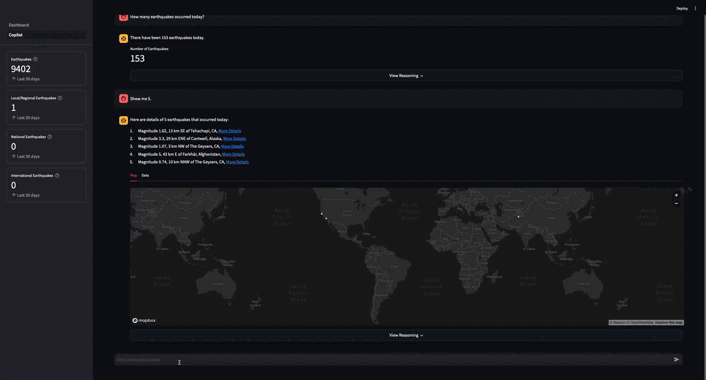 Deploy
Dashboard
Copilot
Earthquakes
9402
Last 30 days
Local/Regional Earthquakes
1
Last 30 days
National Earthquakes
0
Last 30 days
International Earthquakes
0
Last 30 days
How many earthquakes occurred today?
There have been 153 earthquakes today.
Number of Earthquakes
153
View Reasoning
Show me 5.
Here are details of 5 earthquakes that occurred today:
1. Magnitude 1.62, 13 km SE of Tehachapi, CA, More Details
2. Magnitude 3.3, 29 km ENE of Cantwell, Alaska, More Details
3. Magnitude 1.07, 5 km NW of The Geysers, CA, More Details
4. Magnitude 5, 42 km E of Farkhār, Afghanistan, More Details
5. Magnitude 0.74, 10 km NNW of The Geysers, CA, More Details
Map Data
mapbox
View Reasoning